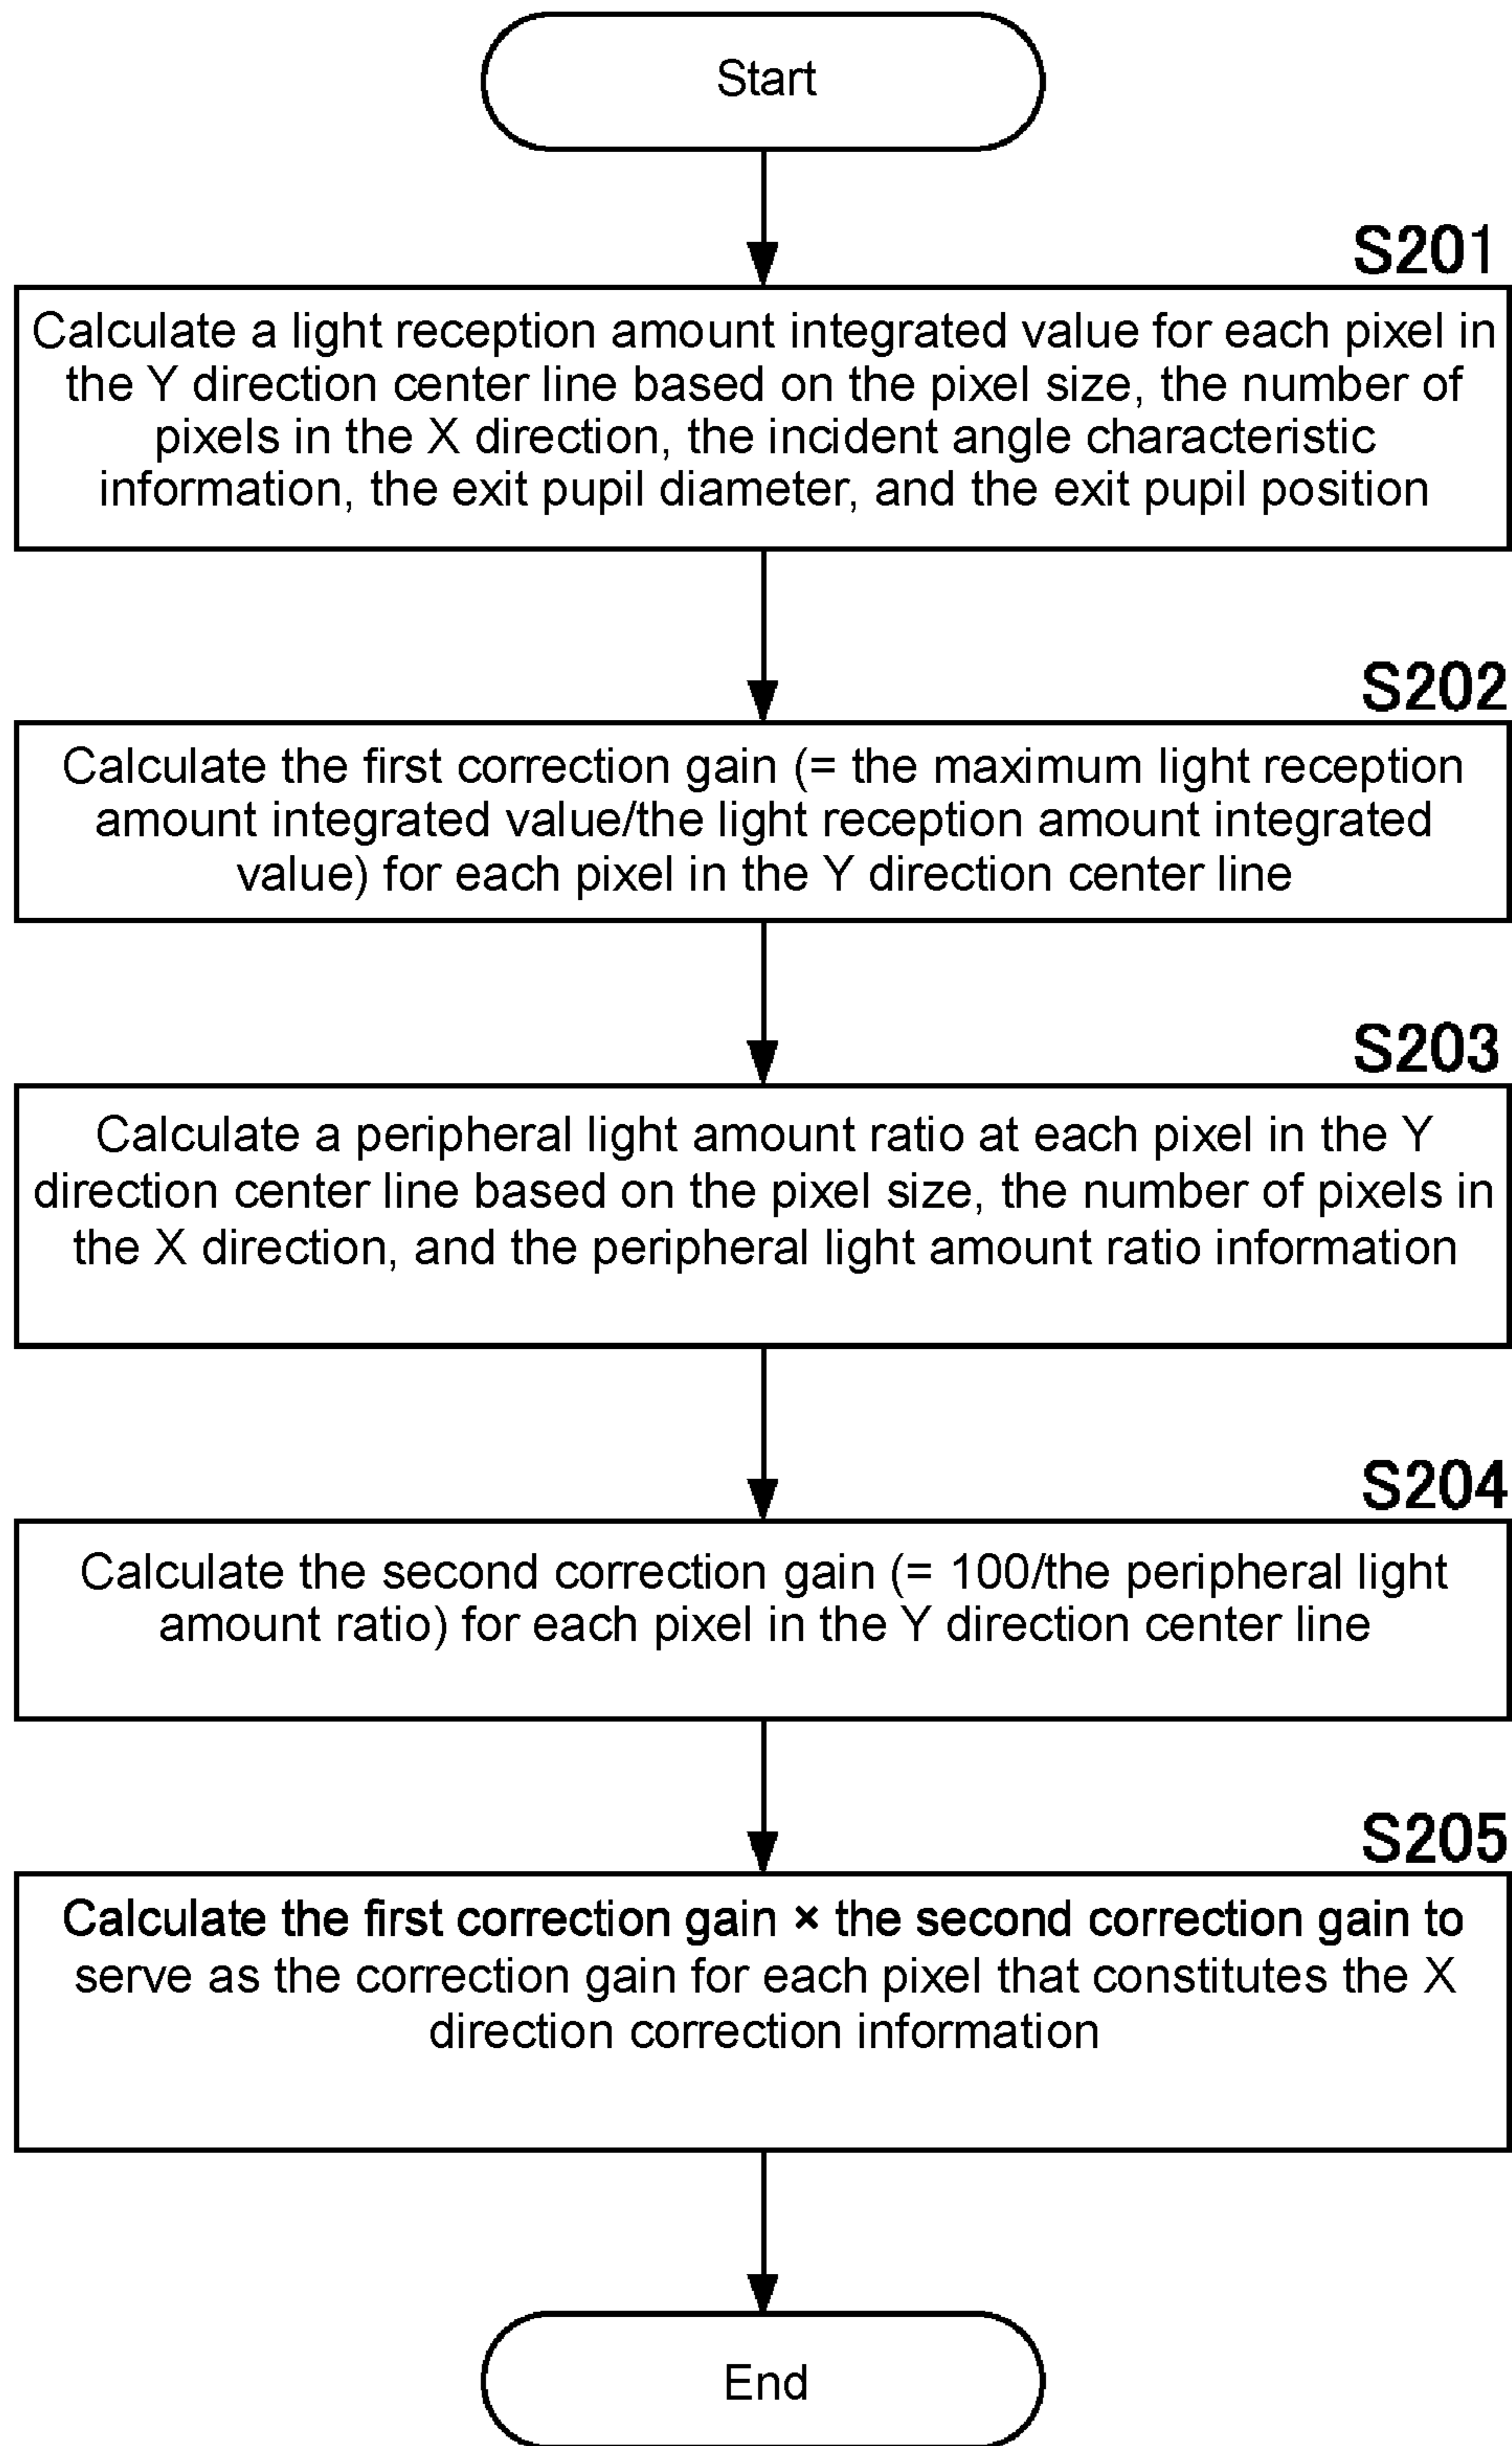 Start
S201
Calculate a light reception amount integrated value for each pixel in
the Y direction center line based on the pixel size, the number of
pixels in the X direction, the incident angle characteristic
information, the exit pupil diameter, and the exit pupil position
S202
Calculate the first correction gain (= the maximum light reception
amount integrated value/the light reception amount integrated
value) for each pixel in the Y direction center line
S203
Calculate a peripheral light amount ratio at each pixel in the Y
direction center line based on the pixel size, the number of pixels in
the X direction, and the peripheral light amount ratio information
S204
Calculate the second correction gain (= 100/the peripheral light
amount ratio) for each pixel in the Y direction center line
S205
Calculate the first correction gain × the second correction gain to
serve as the correction gain for each pixel that constitutes the X
direction correction information
End